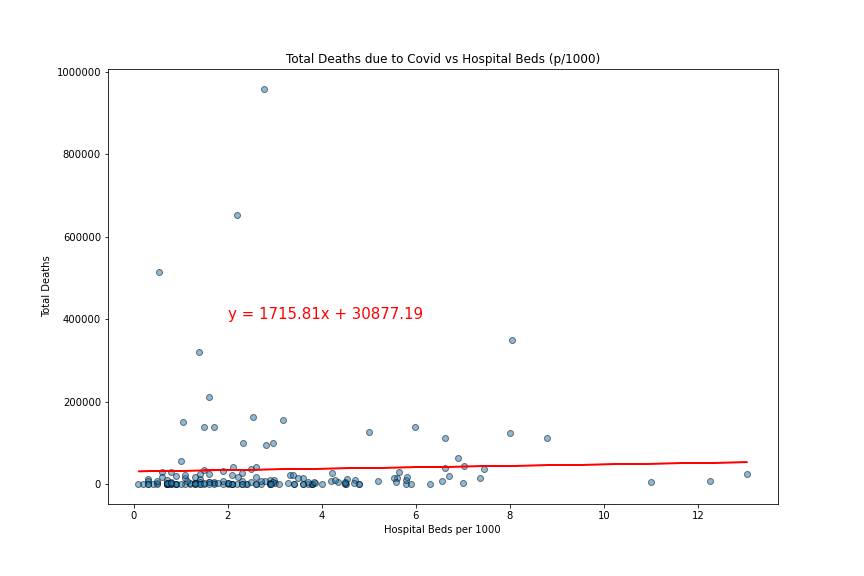 Total Deaths due to Covid vs Hospital Beds (p/1000)
1000000
800000
600000
400000
200000
0
Total Deaths
y = 1715.81x + 30877.19
0 2 4 6 8 10 12
Hospital Beds per 1000